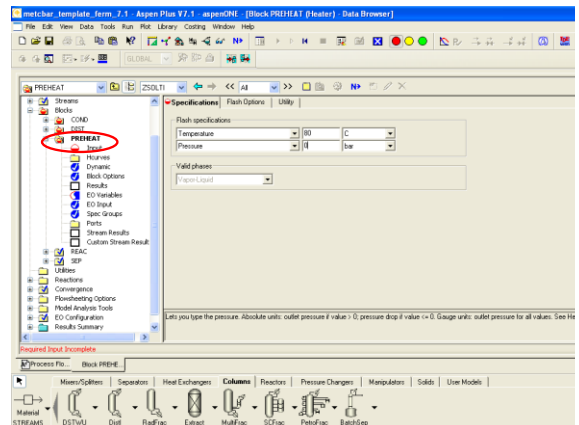 metcbar_template_ferm_7.1 - Aspen Plus V7.1 - aspenONE - [Block PREHEAT (Heater) - Data Browser]
File Edit View Data Tools Run Plot Library Costing Window Help
GLOBAL
PREHEAT
ZSOLTI
<< All >>
N>
Streams
Blocks
COND
DIST
PREHEAT
Input
Hcurves
Dynamic
Block Options
Results
EO Variables
EO Input
Spec Groups
Ports
Stream Results
Custom Stream Result
REAC
SEP
Utilities
Reactions
Convergence
Flowsheeting Options
Model Analysis Tools
EO Configuration
Results Summary
Specifications Flash Options Utility
Flash specifications
Temperature 80 C
Pressure 0 bar
Valid phases
Vapor-Liquid
Lets you type the pressure. Absolute units: outlet pressure if value > 0; pressure drop if value <= 0. Gauge units: outlet pressure for all values. See He
Required Input Incomplete
Process Flo... Block PREHE...
Mixers/Splitters Separators Heat Exchangers Columns Reactors Pressure Changers Manipulators Solids User Models
Material
STREAMS DSTWU Distl RadFrac Extract MultiFrac SCFrac PetroFrac BatchSep